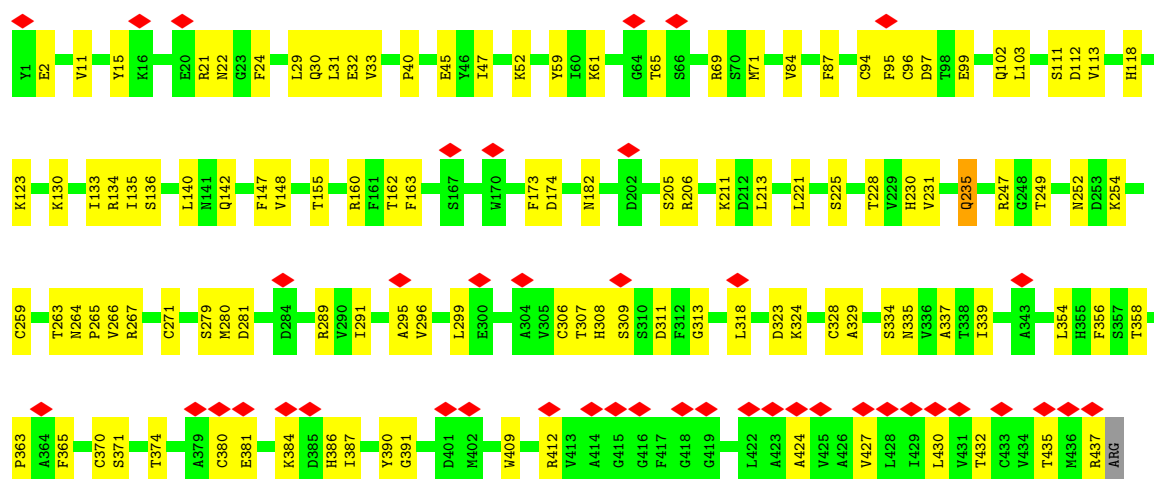 Y1 E2 V11 Y15 K16 E20 R21 N22 G23 F24 L29 Q30 L31 E32 V33 P40 E45 Y46 I47 K52 Y59 I60 K61 G64 T65 S66 R69 S70 M71 V84 F87 C94 F95 C96 D97 T98 E99 Q102 L103 S111 D112 V113 H118
K123 K130 I133 R134 I135 S136 L140 N141 Q142 F147 V148 T155 R160 F161 T162 F163 S167 W170 F173 D174 N182 D202 S205 R206 K211 D212 L213 L221 S225 T228 V229 H230 V231 Q235 R247 G248 T249 N252 D253 K254
C259 T263 N264 P265 V266 R267 C271 S279 M280 D281 D284 R289 V290 I291 A295 V296 L299 E300 A304 V305 C306 T307 H308 S309 S310 D311 F312 G313 L318 D323 K324 C328 A329 S334 N335 V336 A337 T338 I339 A343 L354 H355 F356 S357 T358
P363 A364 F365 C370 S371 T374 A379 C380 E381 K384 D385 H386 I387 Y390 G391 D401 M402 W409 R412 V413 A414 G415 G416 F417 G418 G419 L422 A423 A424 V425 A426 V427 L428 I429 L430 V431 T432 C433 V434 T435 M436 R437 ARG